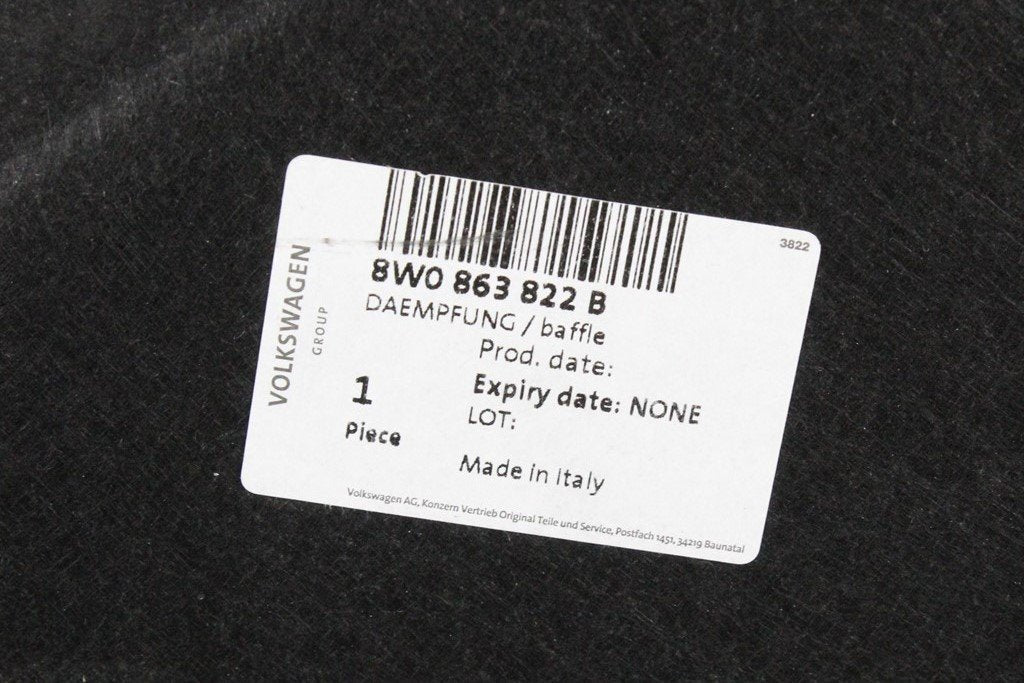 3822
8W0 863 822 B
DAEMPFUNG / baffle
Prod. date:
Expiry date: NONE
LOT:
1
Piece
Made in Italy
VOLKSWAGEN
GROUP
Volkswagen AG, Konzern Vertrieb Original Teile und Service, Postfach 1451, 34219 Baunatal